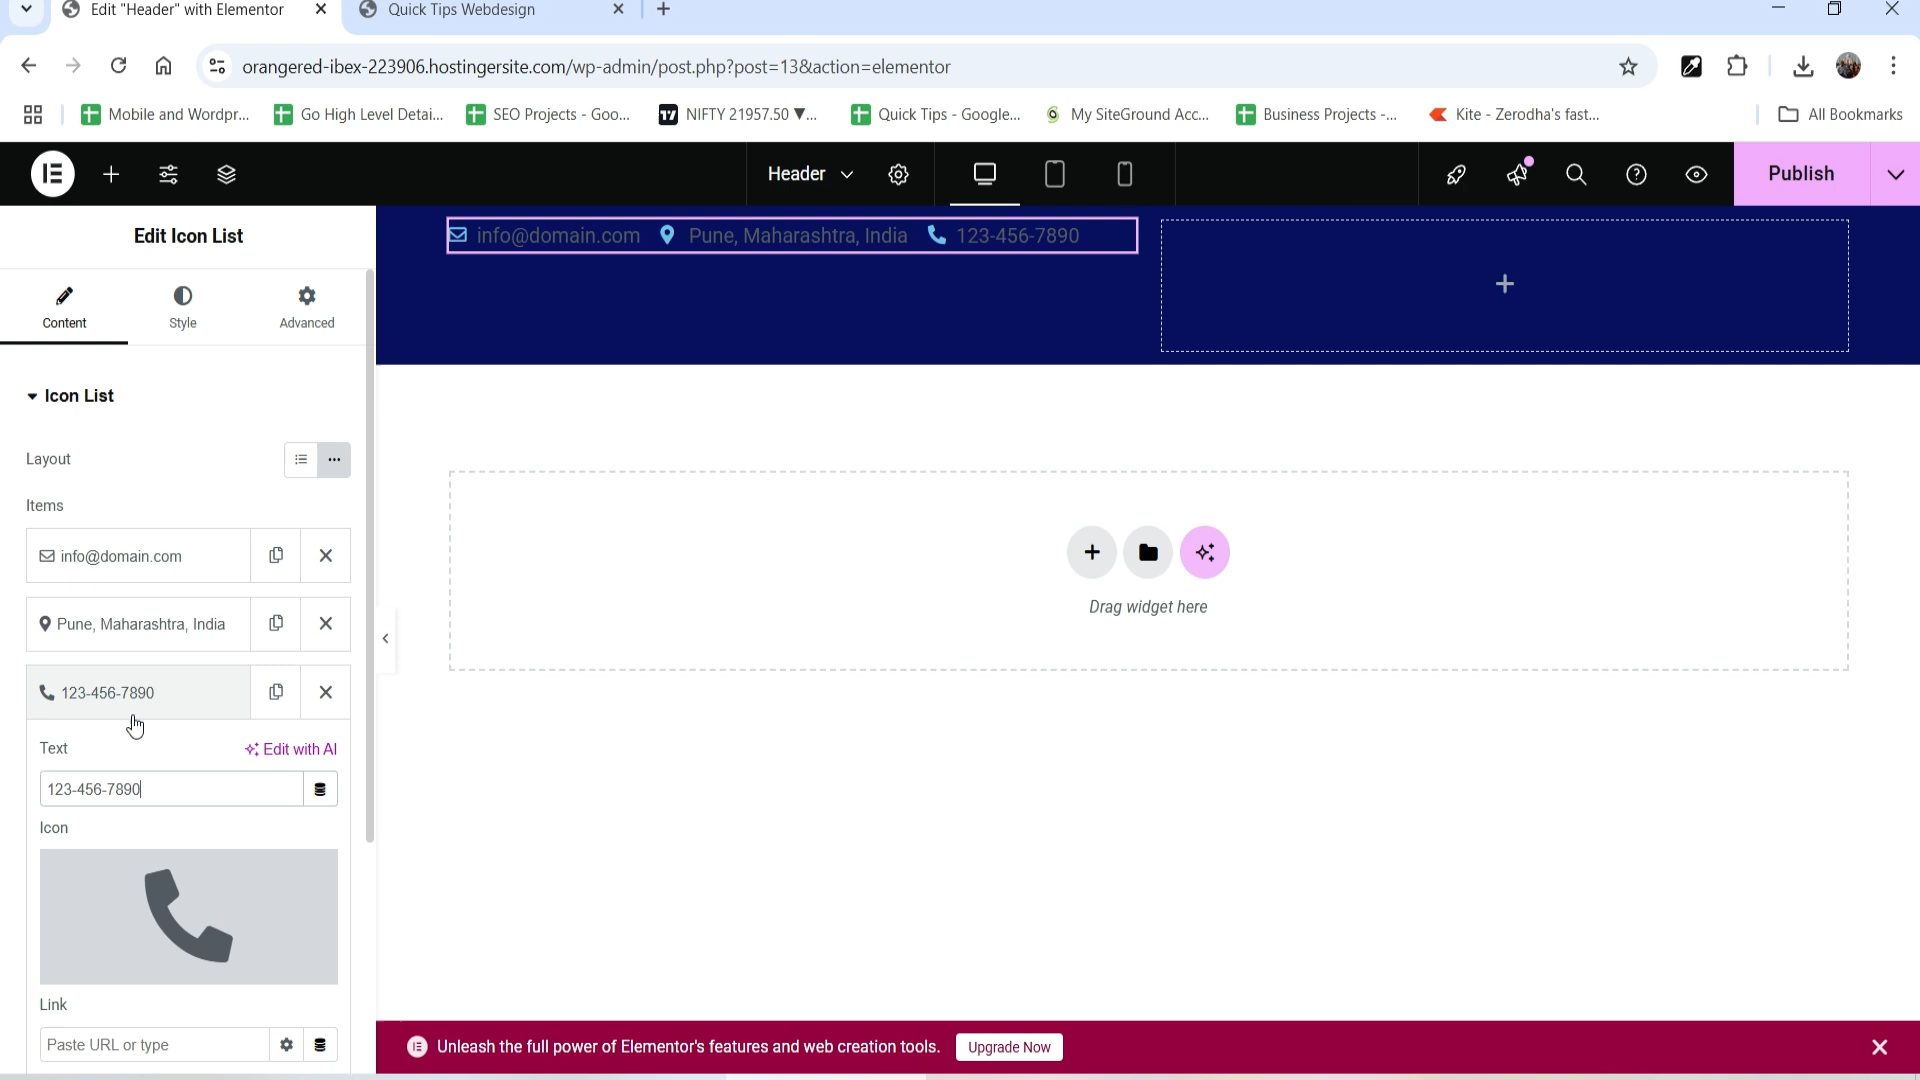 Edit "Header" with Elementor
Quick Tips Webdesign
orangered-ibex-223906.hostingersite.com/wp-admin/post.php?post=13&action=elementor
Mobile and Wordpr...
Go High Level Detai...
SEO Projects - Goo...
NIFTY 21957.50 ▼...
Quick Tips - Google...
My SiteGround Acc...
Business Projects -...
Kite - Zerodha's fast...
All Bookmarks
Header
Publish
Edit Icon List
Content
Style
Advanced
Icon List
Layout
Items
info@domain.com
Pune, Maharashtra, India
123-456-7890
Text
Edit with AI
123-456-7890
Icon
Link
Paste URL or type
info@domain.com Pune, Maharashtra, India 123-456-7890
Drag widget here
Unleash the full power of Elementor's features and web creation tools.
Upgrade Now